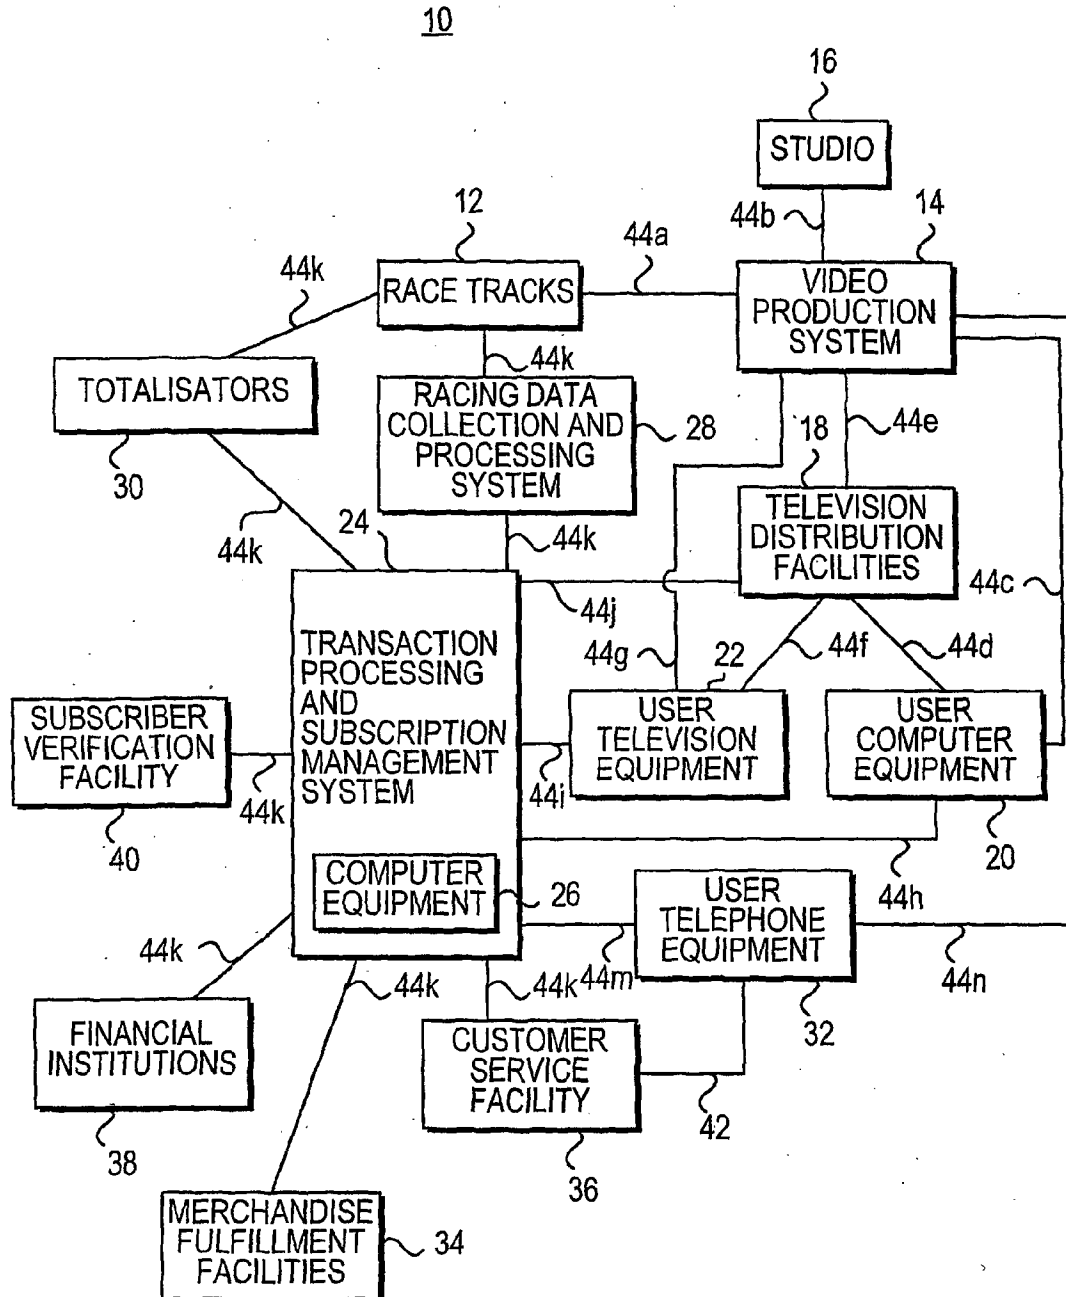 10
16
STUDIO
44b
14
12
44a
44k
RACE TRACKS
VIDEO
PRODUCTION
SYSTEM
44k
TOTALISATORS
30
RACING DATA
COLLECTION AND
PROCESSING
SYSTEM
28
18
44e
44k
24
44k
TELEVISION
DISTRIBUTION
FACILITIES
44c
44j
44g
22
44f
44d
TRANSACTION
PROCESSING
AND
SUBSCRIPTION
MANAGEMENT
SYSTEM
SUBSCRIBER
VERIFICATION
FACILITY
44k
40
USER
TELEVISION
EQUIPMENT
44i
USER
COMPUTER
EQUIPMENT
20
44h
COMPUTER
EQUIPMENT
26
USER
TELEPHONE
EQUIPMENT
44m
44n
32
44k
44k
44k
FINANCIAL
INSTITUTIONS
38
CUSTOMER
SERVICE
FACILITY
42
36
MERCHANDISE
FULFILLMENT
FACILITIES
34